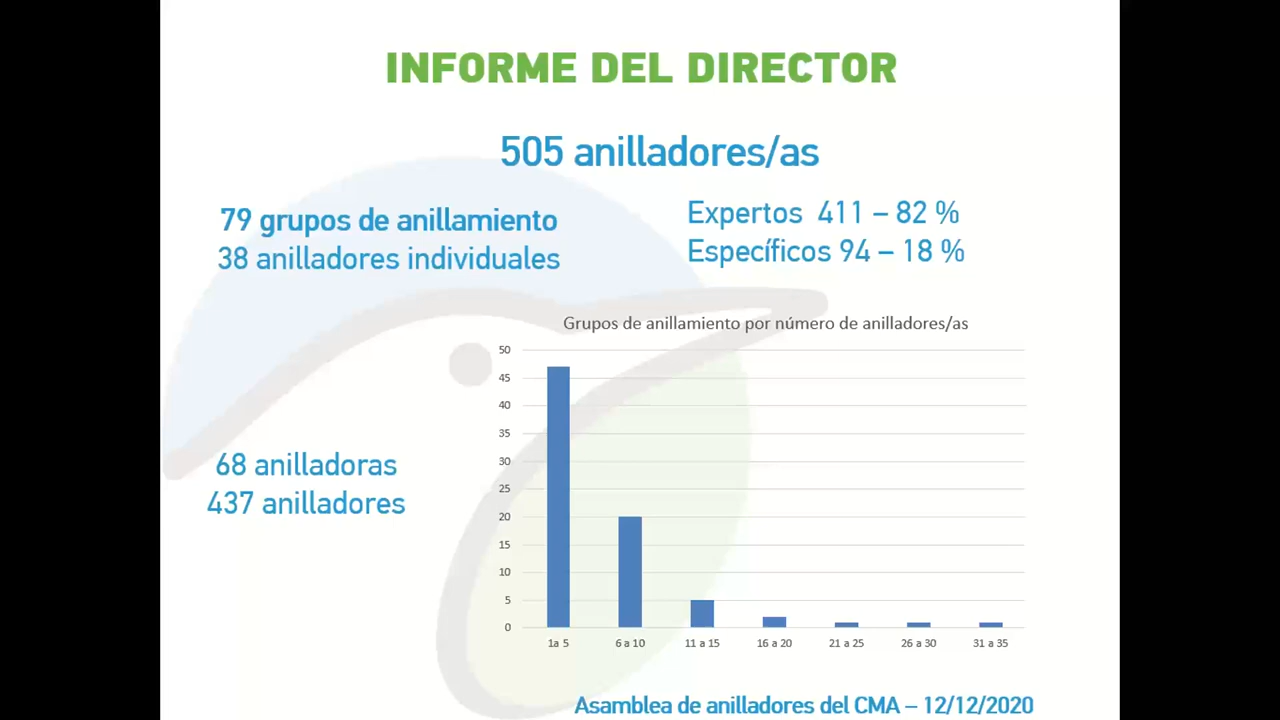 INFORME DEL DIRECTOR
505 anilladores/as
79 grupos de anillamiento
38 anilladores individuales
Expertos 411 – 82 %
Específicos 94 – 18 %
68 anilladoras
437 anilladores
Grupos de anillamiento por número de anilladores/as
50
45
40
35
30
25
20
15
10
5
0
1a 5 6 a 10 11 a 15 16 a 20 21 a 25 26 a 30 31 a 35
Asamblea de anilladores del CMA – 12/12/2020